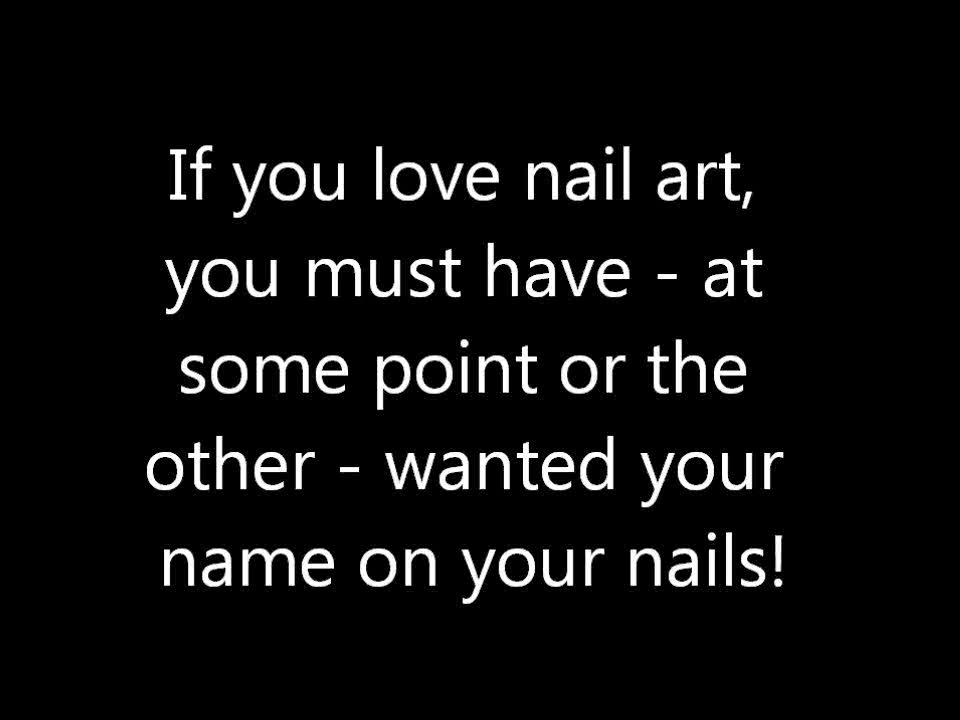 If you love nail art,
you must have - at
some point or the
other - wanted your
name on your nails!